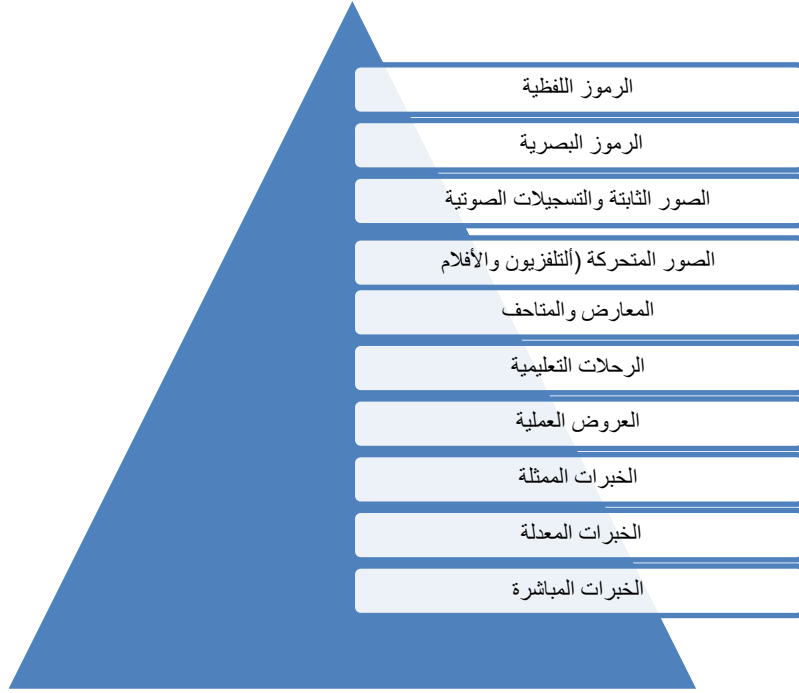 الرموز اللفظية
الرموز البصرية
الصور الثابتة والتسجيلات الصوتية
الصور المتحركة (ألتلفزيون والأفلام
المعارض والمتاحف
الرحلات التعليمية
العروض العملية
الخبرات الممثلة
الخبرات المعدلة
الخبرات المباشرة